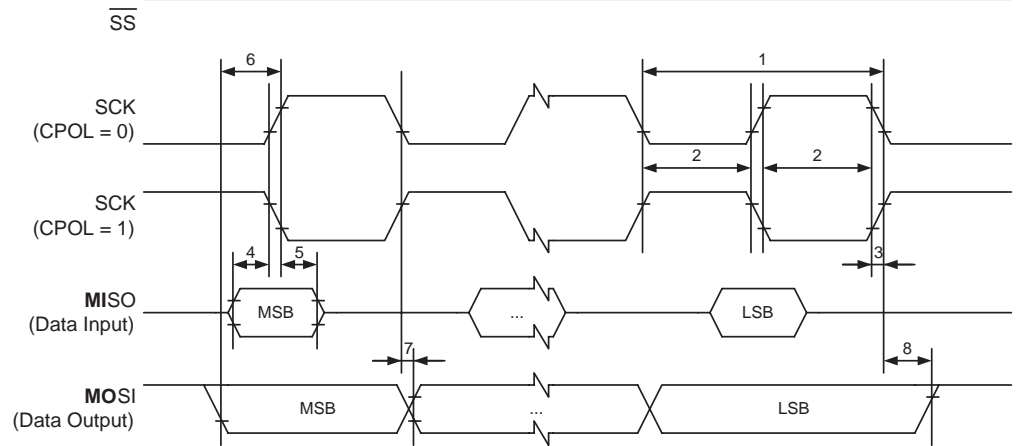 SS
6
1
SCK
(CPOL = 0)
2
2
SCK
(CPOL = 1)
4
5
3
MISO
(Data Input)
MSB
...
LSB
7
8
MOSI
(Data Output)
MSB
...
LSB